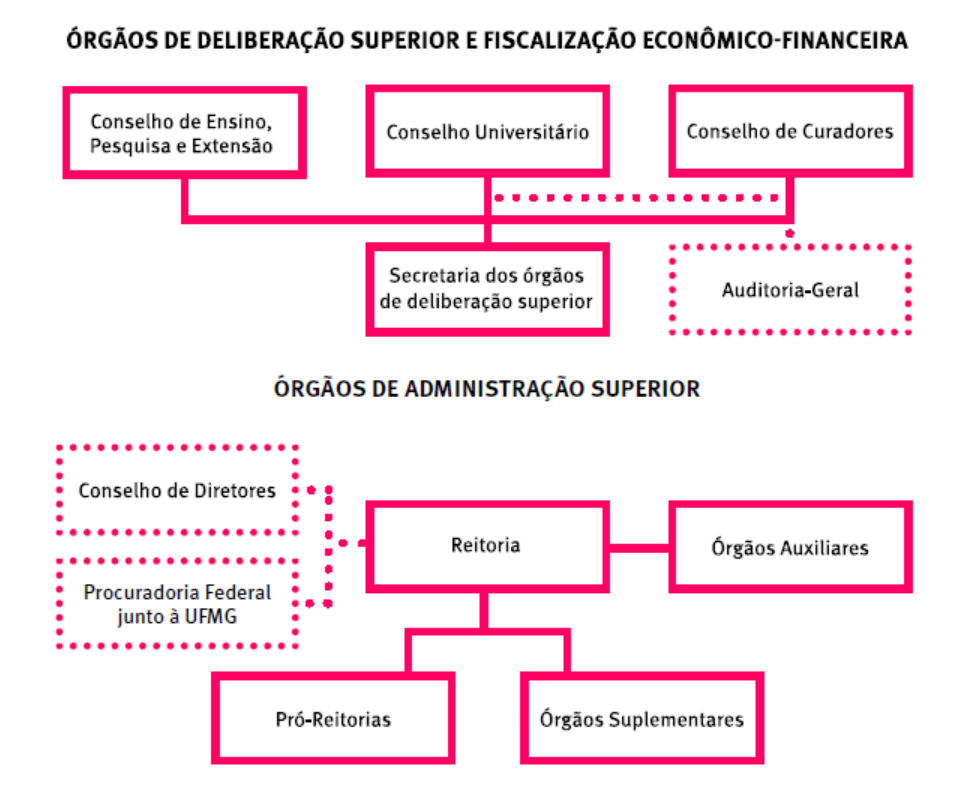 ÓRGÃOS DE DELIBERAÇÃO SUPERIOR E FISCALIZAÇÃO ECONÔMICO-FINANCEIRA
Conselho de Ensino,
Pesquisa e Extensão
Conselho Universitário
Conselho de Curadores
Secretaria dos órgãos
de deliberação superior
Auditoria-Geral
ÓRGÃOS DE ADMINISTRAÇÃO SUPERIOR
Conselho de Diretores
Procuradoria Federal
junto à UFMG
Reitoria
Órgãos Auxiliares
Pró-Reitorias
Órgãos Suplementares